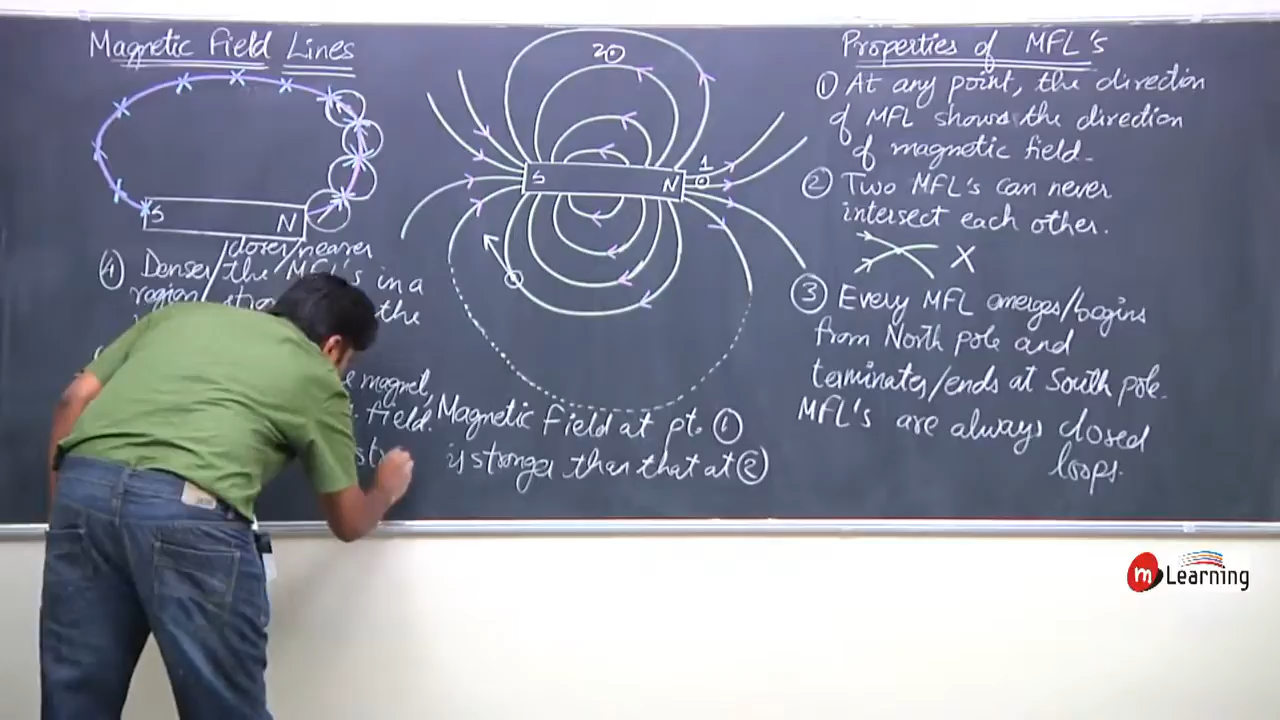 Magnetic Field Lines
S
N
closer/nearer
④ Denser/the MFL's in a
region, the
magnet,
field.
2
S
N
1
Magnetic Field at pt. ①
is stronger than that at ②
Properties of MFL's
① At any point, the direction
of MFL shows the direction
of magnetic field.
② Two MFL's can never
intersect each other.
X
③ Every MFL emerges/begins
from North pole and
terminates/ends at South pole.
MFL's are always closed
loops.
m Learning